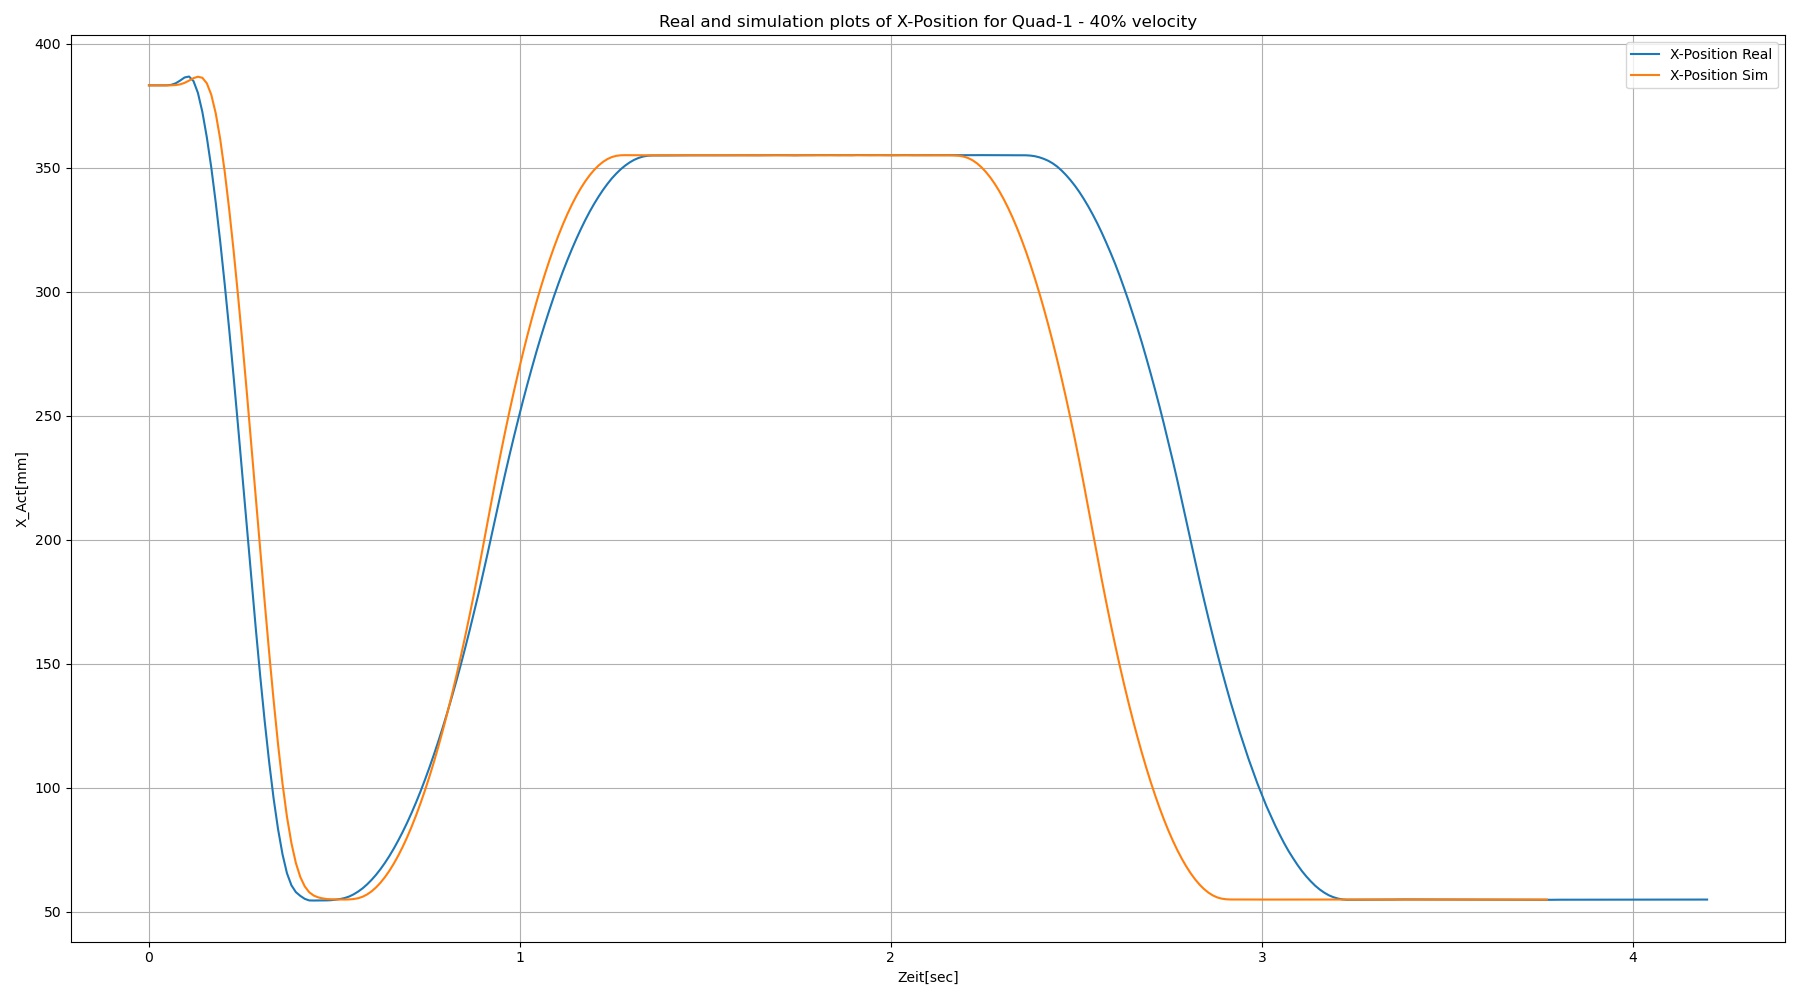 Real and simulation plots of X-Position for Quad-1 - 40% velocity
X-Position Real
X-Position Sim
400
350
300
250
200
150
100
50
X_Act[mm]
0
1
2
3
4
Zeit[sec]